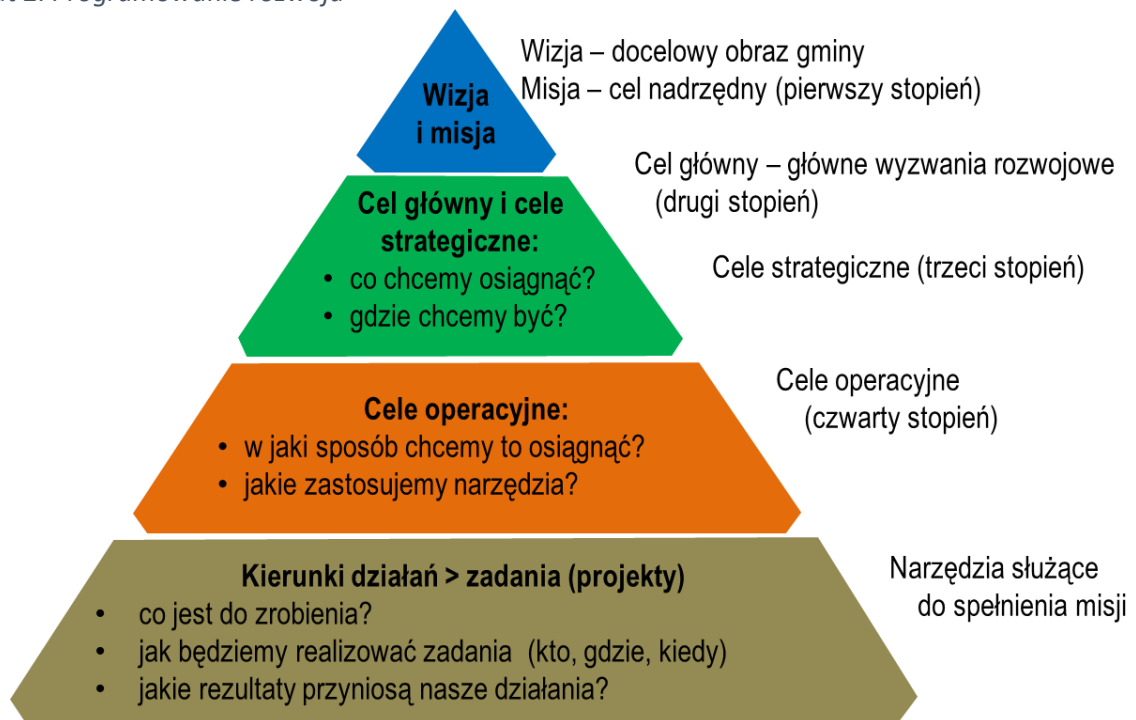 2. Programowanie rozwoju
Wizja
i misja
Wizja – docelowy obraz gminy
Misja – cel nadrzędny (pierwszy stopień)
Cel główny i cele
strategiczne:
• co chcemy osiągnąć?
• gdzie chcemy być?
Cel główny – główne wyzwania rozwojowe
(drugi stopień)
Cele strategiczne (trzeci stopień)
Cele operacyjne:
• w jaki sposób chcemy to osiągnąć?
• jakie zastosujemy narzędzia?
Cele operacyjne
(czwarty stopień)
Kierunki działań > zadania (projekty)
• co jest do zrobienia?
• jak będziemy realizować zadania (kto, gdzie, kiedy)
• jakie rezultaty przyniosą nasze działania?
Narzędzia służące
do spełnienia misji